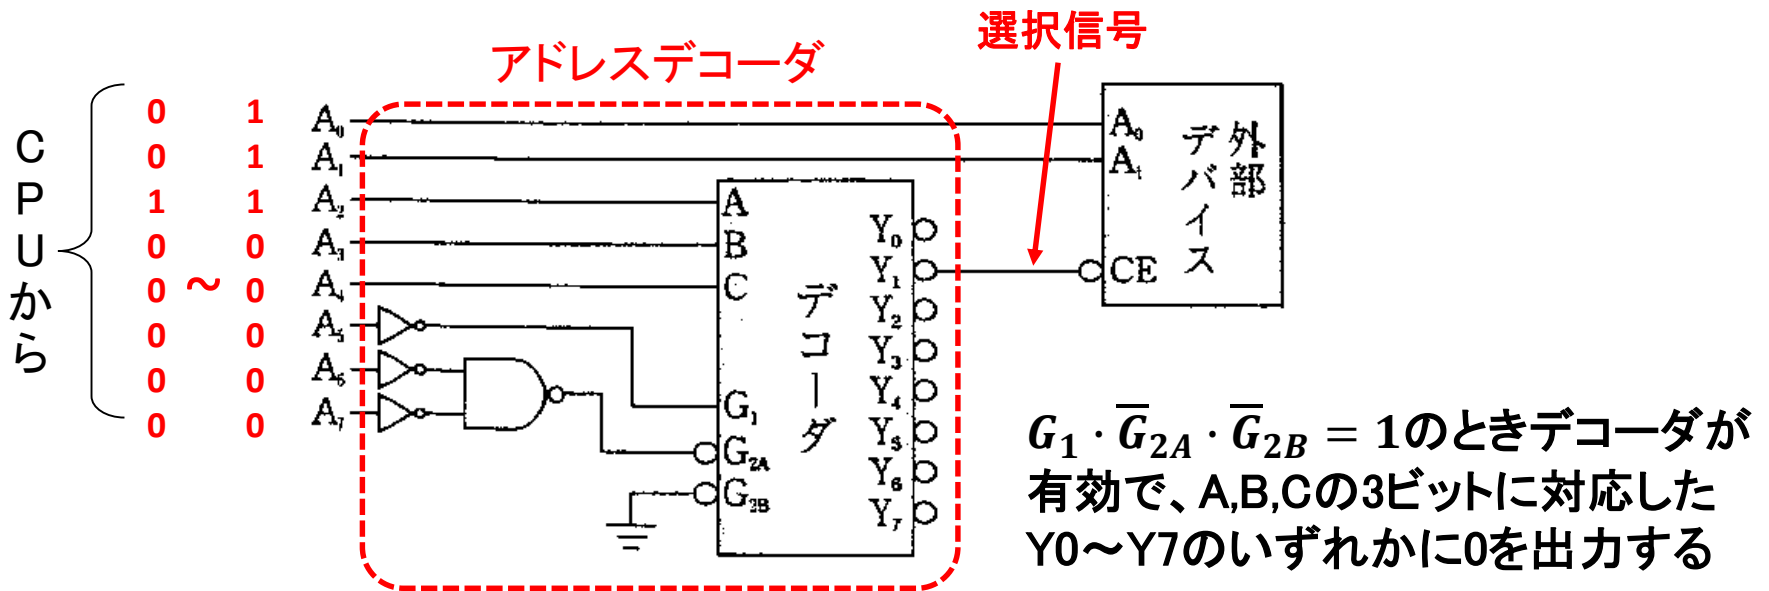 選択信号
アドレスデコーダ
CPUから
0 1 A₀
0 1 A₁
1 1 A₂
0 0 A₃
0 ～ 0 A₄
0 0 A₅
0 0 A₆
0 0 A₇
A
B
C
G₁
G₂A
G₂B
デコーダ
Y₀
Y₁
Y₂
Y₃
Y₄
Y₅
Y₆
Y₇
A₀
A₁
CE
外部
デバイス
G₁・G̅₂A・G̅₂B = 1のときデコーダが
有効で、A,B,Cの3ビットに対応した
Y0～Y7のいずれかに0を出力する